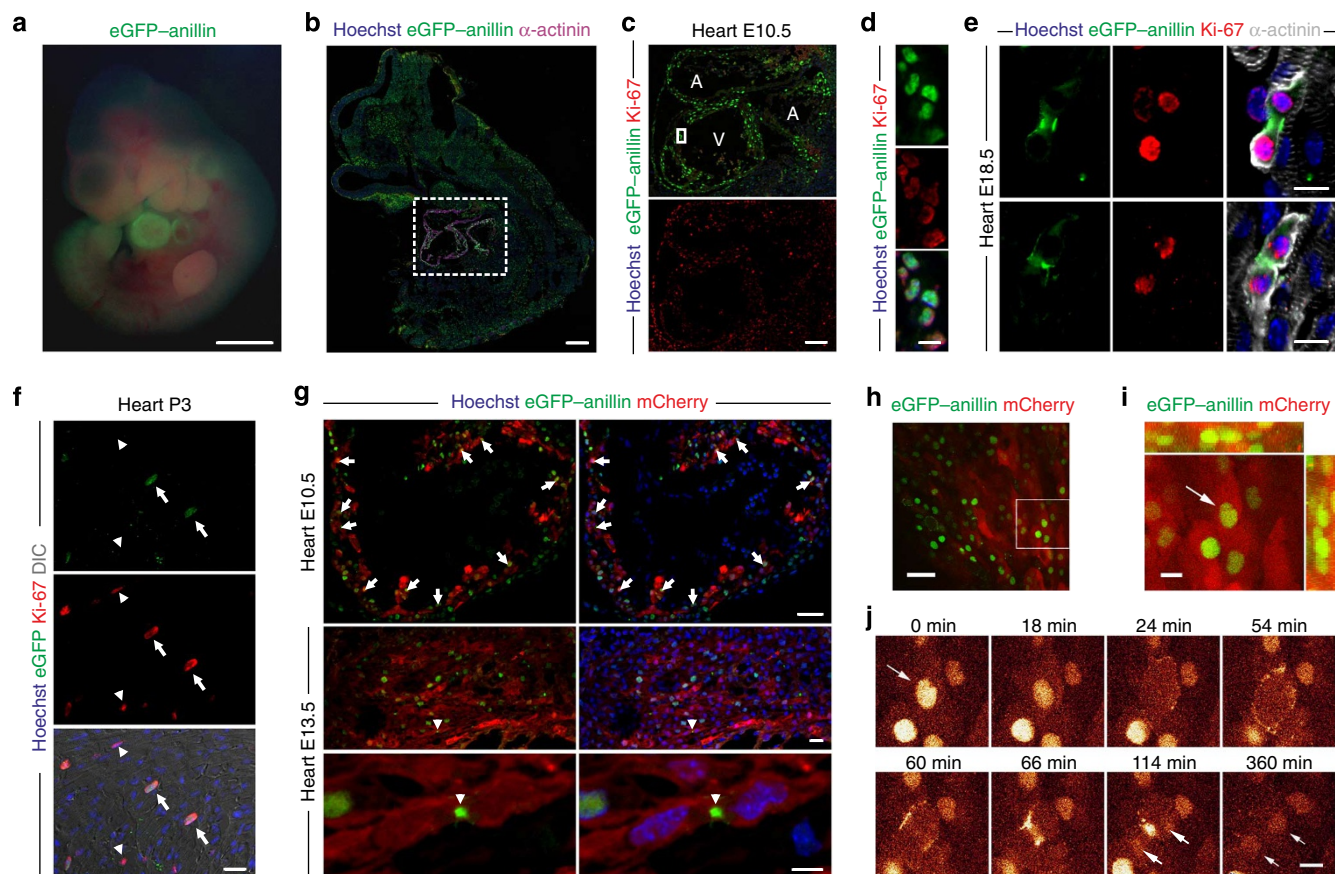 a
eGFP–anillin
b
Hoechst eGFP–anillin α-actinin
c
Heart E10.5
Hoechst eGFP–anillin Ki-67
A
A
V
d
Hoechst eGFP–anillin Ki-67
e
Hoechst eGFP–anillin Ki-67 α-actinin
Heart E18.5
f
Heart P3
Hoechst eGFP Ki-67 DIC
g
Hoechst eGFP–anillin mCherry
Heart E10.5
Heart E13.5
h
eGFP–anillin mCherry
i
eGFP–anillin mCherry
j
0 min
18 min
24 min
54 min
60 min
66 min
114 min
360 min